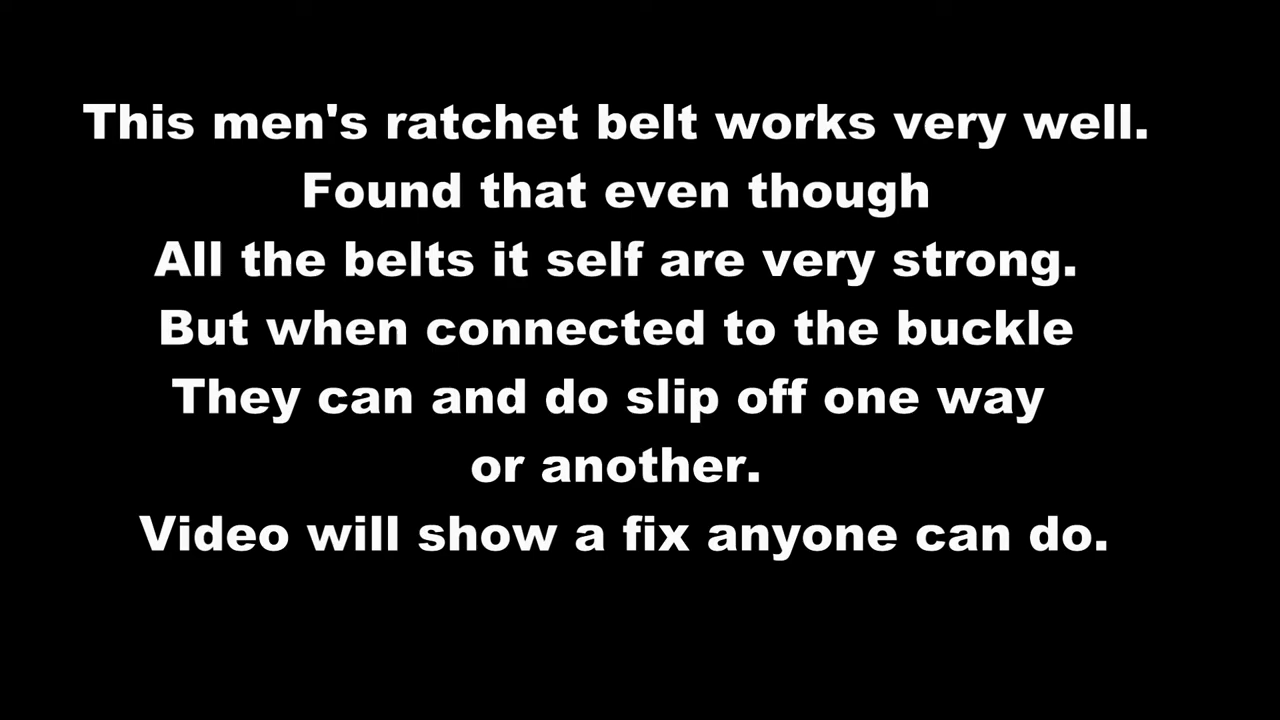 This men's ratchet belt works very well.
Found that even though
All the belts it self are very strong.
But when connected to the buckle
They can and do slip off one way
or another.
Video will show a fix anyone can do.